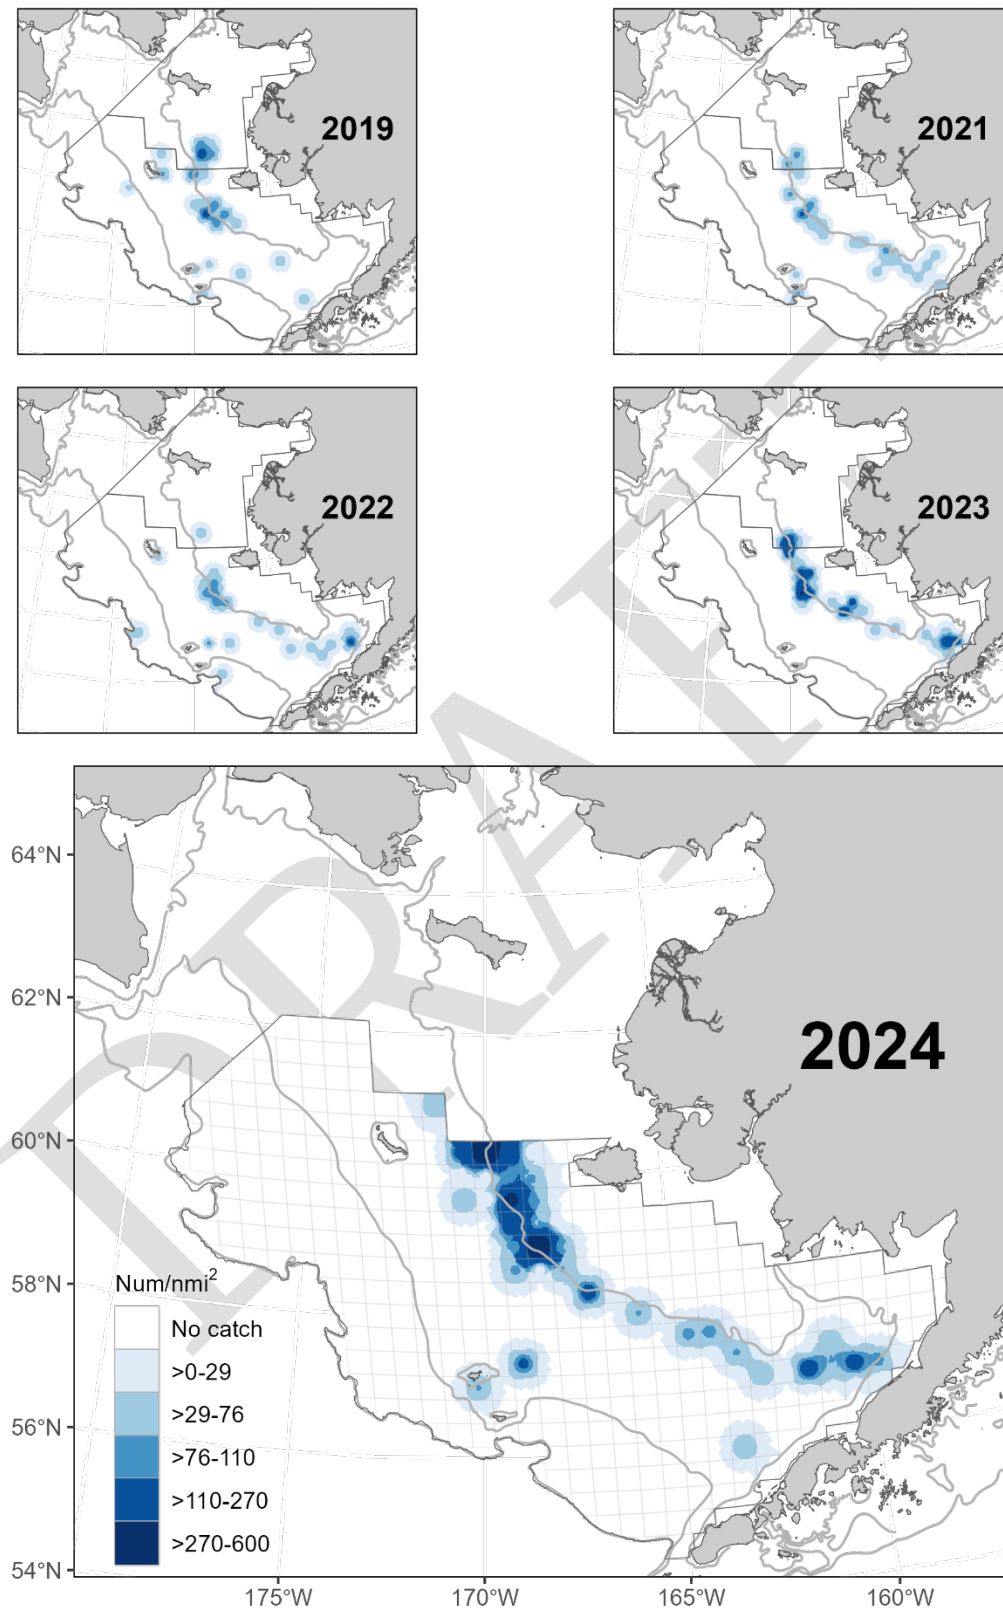 2019
2021
2022
2023
2024
64°N
62°N
60°N
58°N
56°N
54°N
175°W
170°W
165°W
160°W
Num/nmi²
No catch
>0-29
>29-76
>76-110
>110-270
>270-600
DRAFT